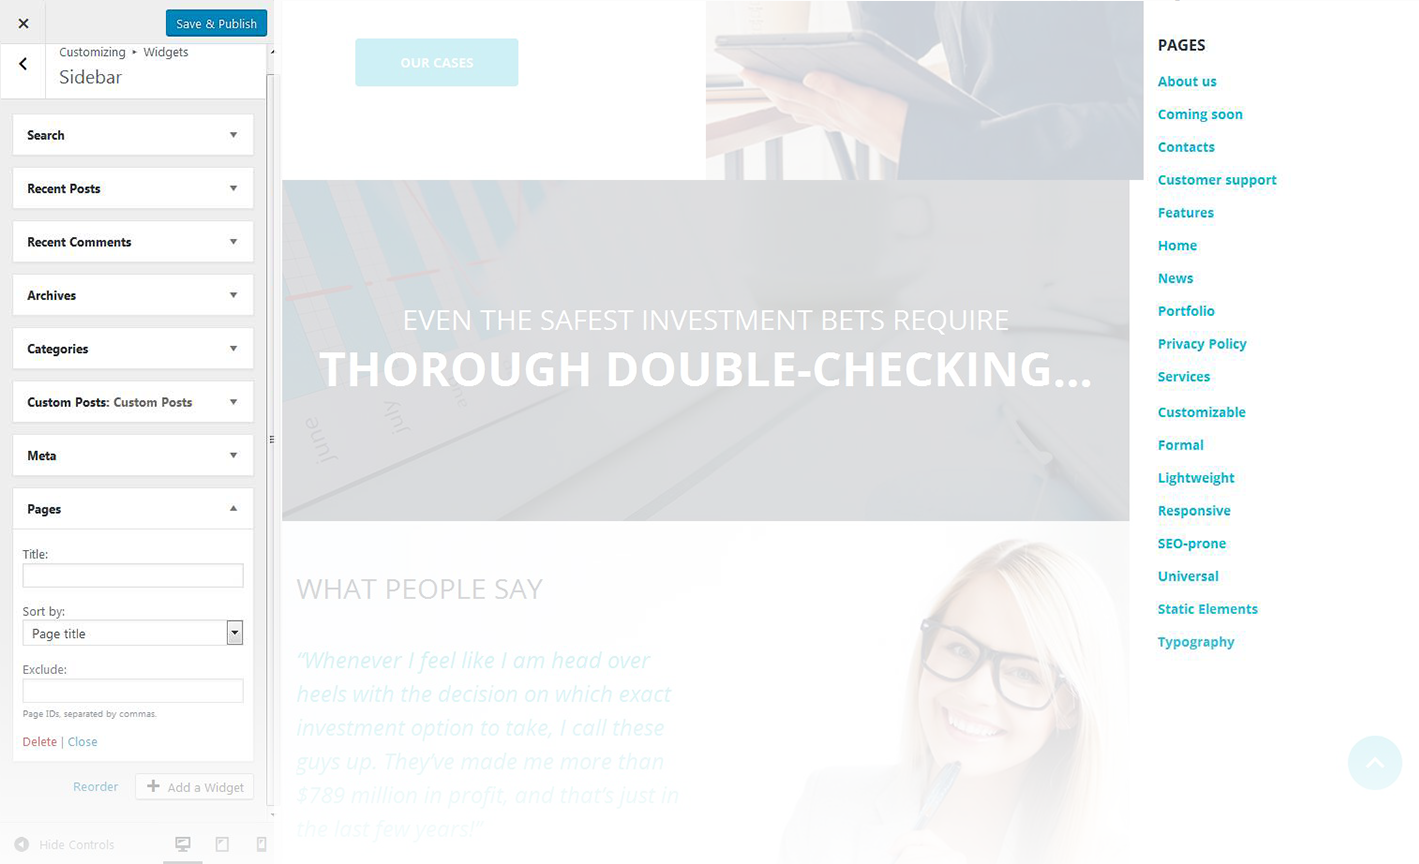 Save & Publish
Customizing ▸ Widgets
Sidebar
Search
Recent Posts
Recent Comments
Archives
Categories
Custom Posts: Custom Posts
Meta
Pages
Title:
Sort by:
Page title
Exclude:
Page IDs, separated by commas.
Delete | Close
Reorder
Add a Widget
Hide Controls
OUR CASES
EVEN THE SAFEST INVESTMENT BETS REQUIRE
THOROUGH DOUBLE-CHECKING...
June
July
WHAT PEOPLE SAY
“Whenever I feel like I am head over
heels with the decision on which exact
investment option to take, I call these
guys up. They’ve made me more than
$789 million in profit, and that’s just in
the last few years!”
PAGES
About us
Coming soon
Contacts
Customer support
Features
Home
News
Portfolio
Privacy Policy
Services
Customizable
Formal
Lightweight
Responsive
SEO-prone
Universal
Static Elements
Typography